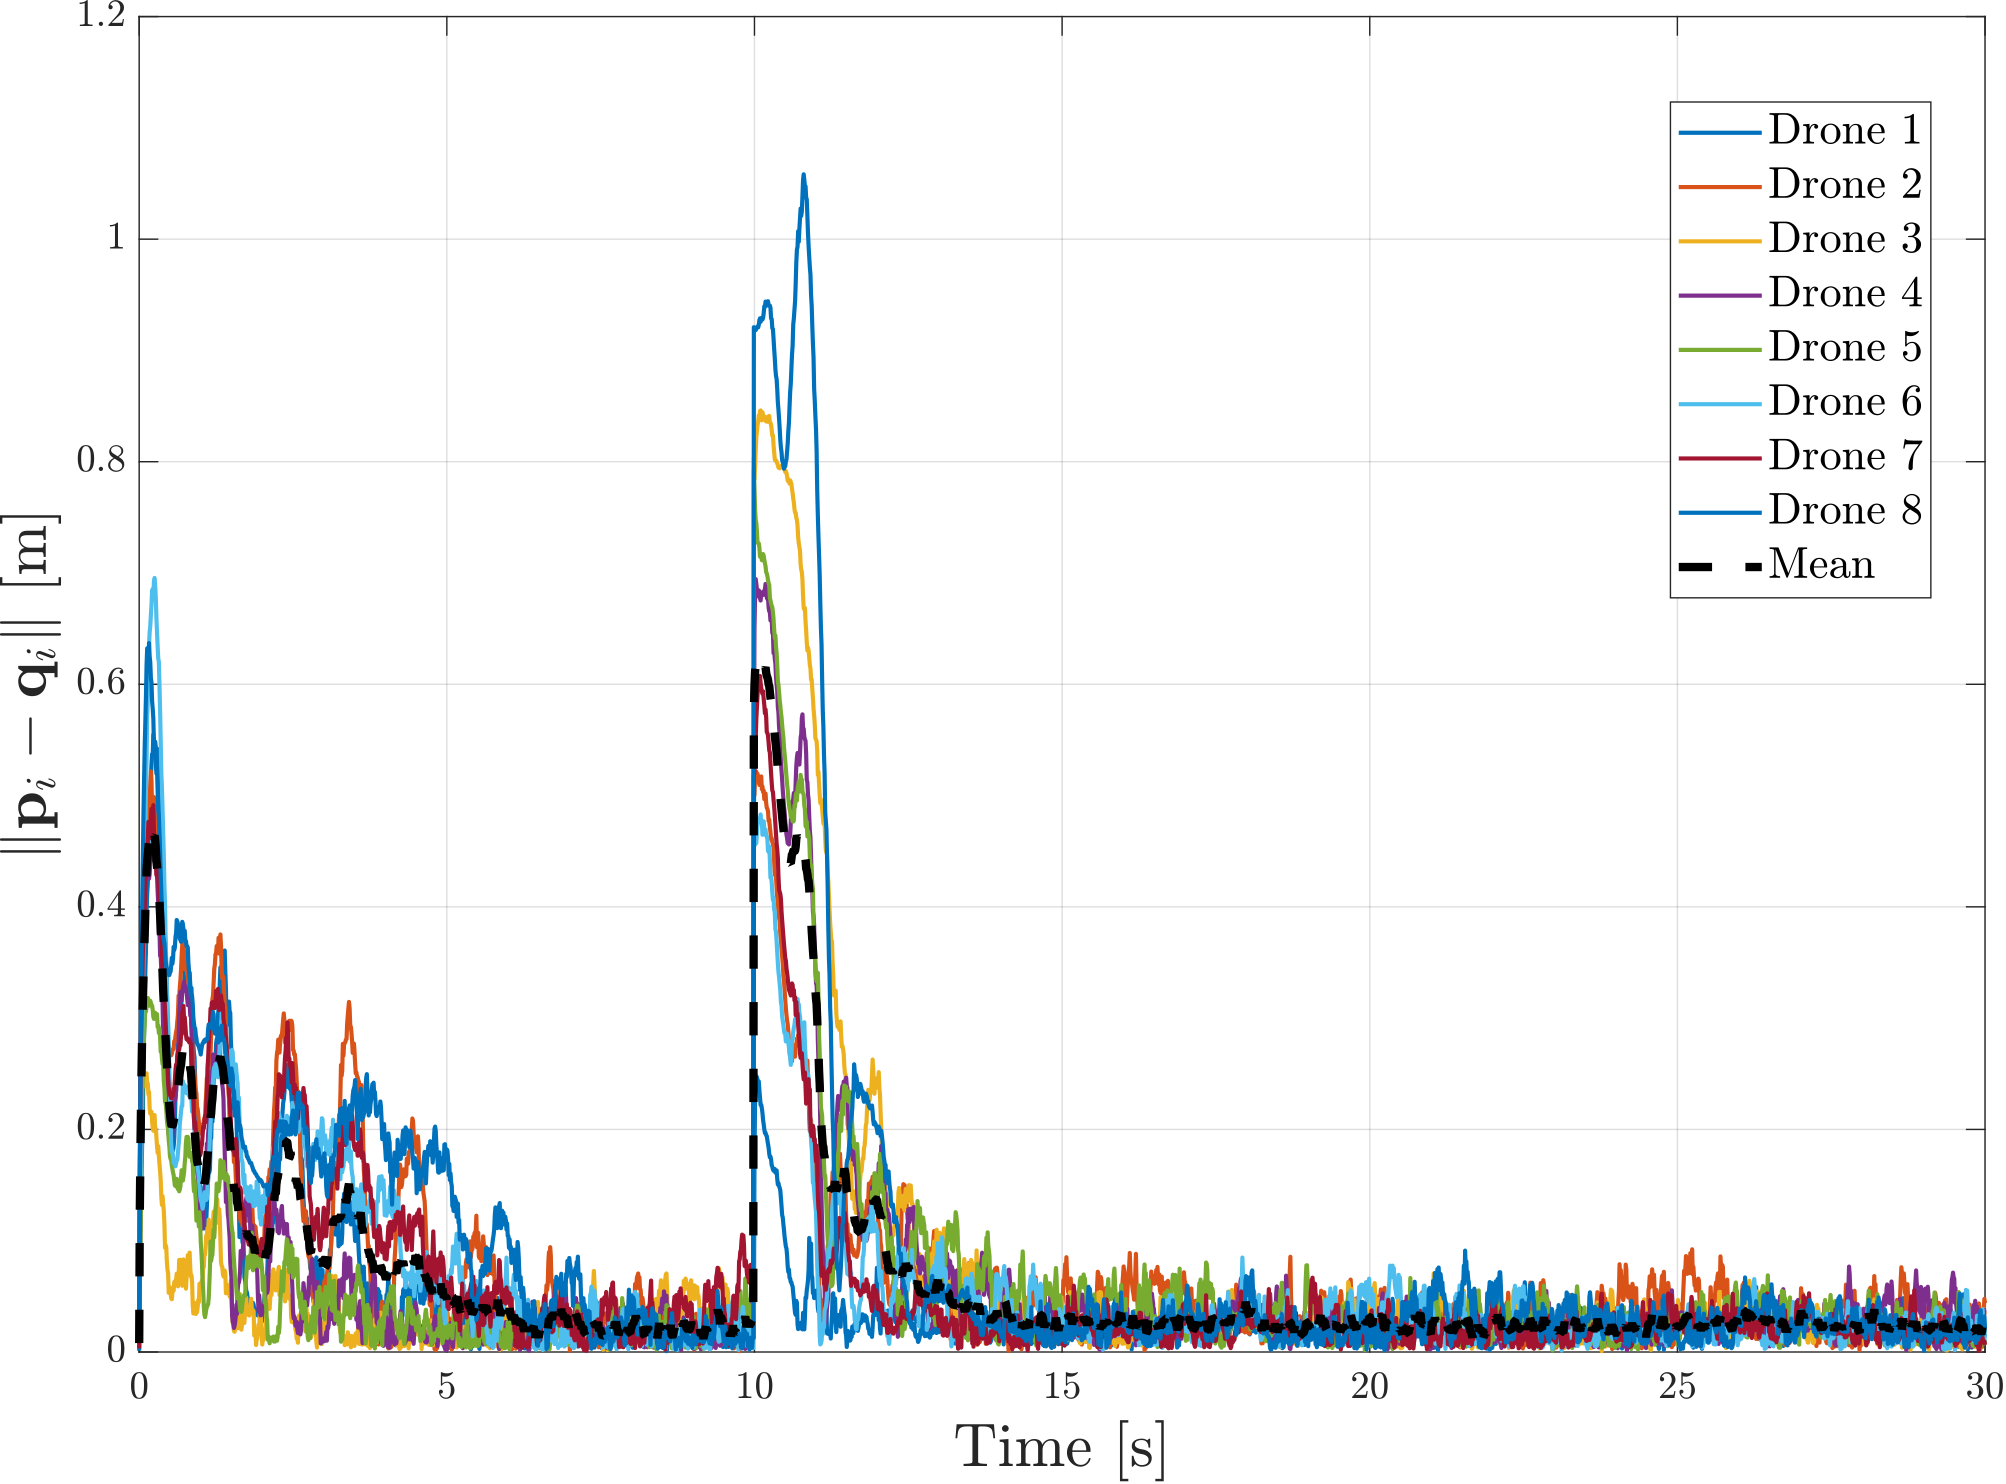 1.2
1
0.8
0.6
0.4
0.2
0
||p_i − q_i|| [m]
Drone 1
Drone 2
Drone 3
Drone 4
Drone 5
Drone 6
Drone 7
Drone 8
Mean
0 5 10 15 20 25 30
Time [s]